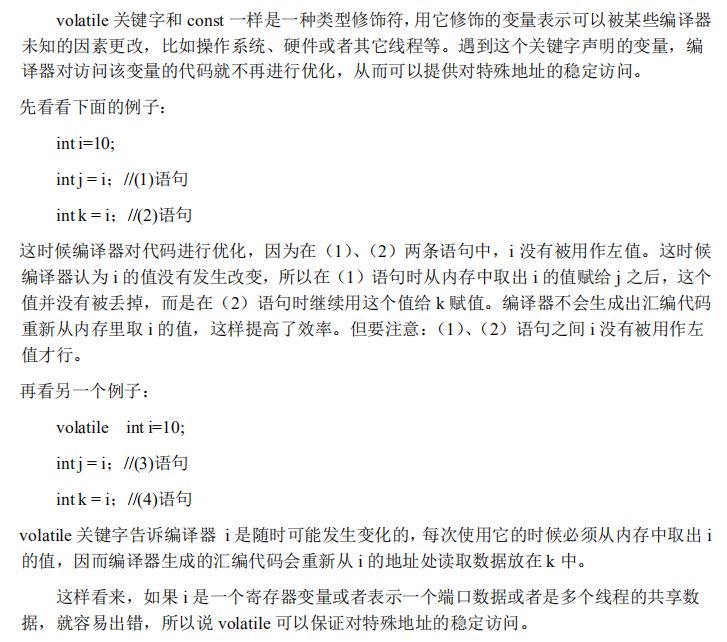 volatile 关键字和 const 一样是一种类型修饰符，用它修饰的变量表示可以被某些编译器
未知的因素更改，比如操作系统、硬件或者其它线程等。遇到这个关键字声明的变量，编
译器对访问该变量的代码就不再进行优化，从而可以提供对特殊地址的稳定访问。
先看看下面的例子：
int i=10;
int j = i；//(1)语句
int k = i；//(2)语句
这时候编译器对代码进行优化，因为在（1）、（2）两条语句中，i 没有被用作左值。这时候
编译器认为 i 的值没有发生改变，所以在（1）语句时从内存中取出 i 的值赋给 j 之后，这个
值并没有被丢掉，而是在（2）语句时继续用这个值给 k 赋值。编译器不会生成出汇编代码
重新从内存里取 i 的值，这样提高了效率。但要注意：（1）、（2）语句之间 i 没有被用作左
值才行。
再看另一个例子：
volatile int i=10;
int j = i；//(3)语句
int k = i；//(4)语句
volatile 关键字告诉编译器 i 是随时可能发生变化的，每次使用它的时候必须从内存中取出 i
的值，因而编译器生成的汇编代码会重新从 i 的地址处读取数据放在 k 中。
这样看来，如果 i 是一个寄存器变量或者表示一个端口数据或者是多个线程的共享数
据，就容易出错，所以说 volatile 可以保证对特殊地址的稳定访问。